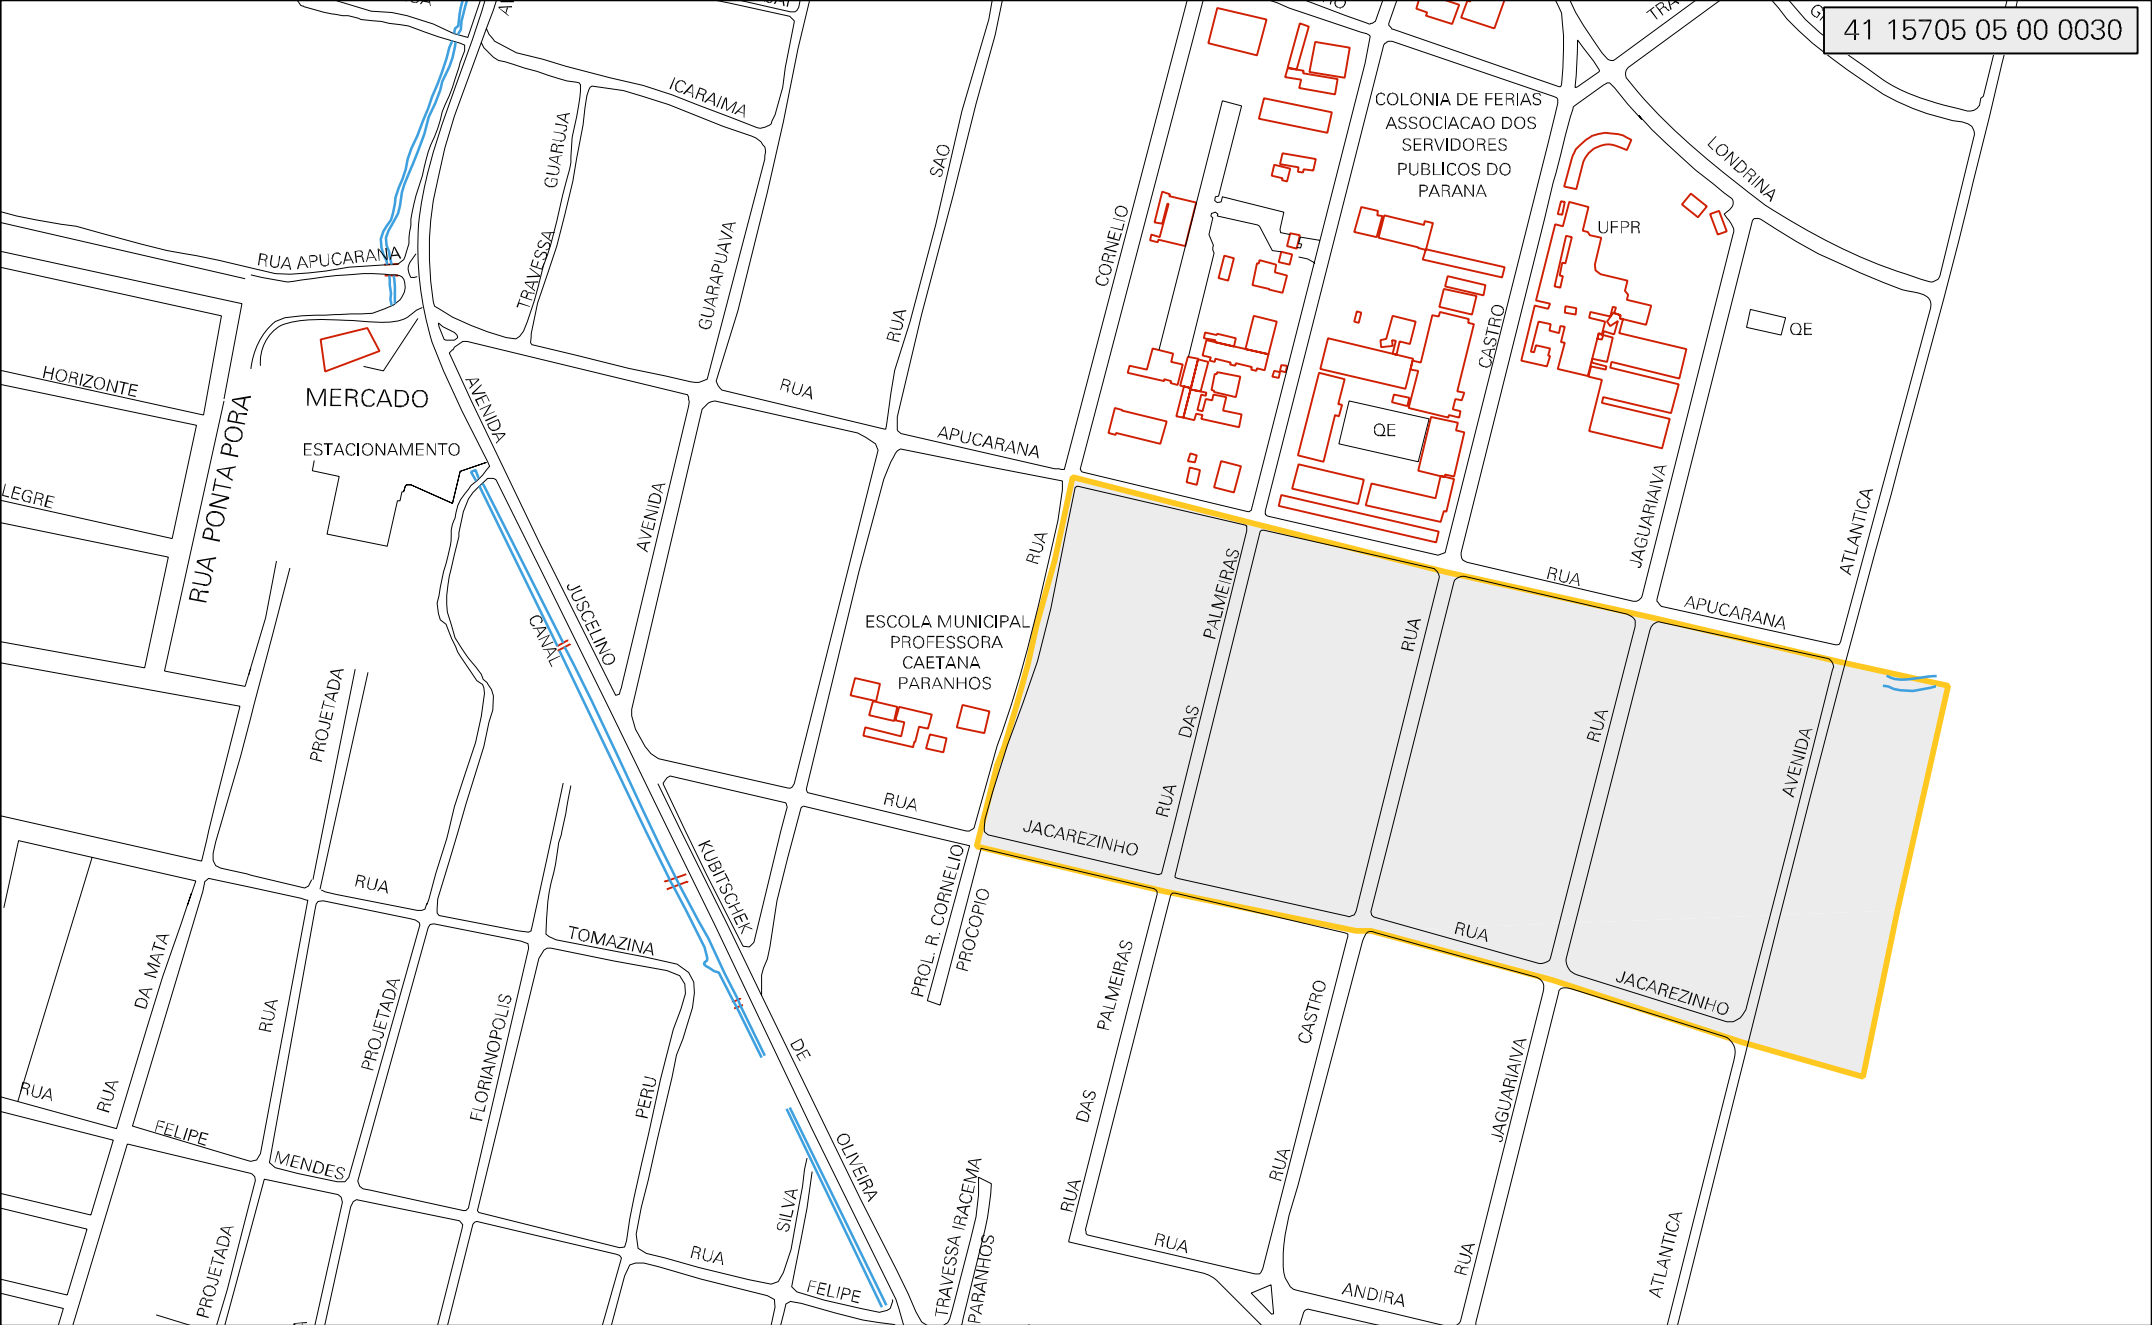 41 15705 05 00 0030
ICARAIMA
COLONIA DE FERIAS
ASSOCIACAO DOS
SERVIDORES
PUBLICOS DO
PARANA
LONDRINA
TRAVESSA GUARUJA
GUARAPUAVA
RUA SAO
CORNELIO
UFPR
RUA APUCARANA
QE
CASTRO
HORIZONTE
MERCADO
AVENIDA
RUA
APUCARANA
QE
ESTACIONAMENTO
LEGRE
RUA PONTA PORA
AVENIDA
RUA
JAGUARIAIVA
ATLANTICA
PALMEIRAS
RUA
APUCARANA
JUSCELINO
CANAL
ESCOLA MUNICIPAL
PROFESSORA
CAETANA
PARANHOS
RUA
PROJETADA
DAS
RUA
AVENIDA
RUA
RUA
JACAREZINHO
KUBITSCHEK
RUA
PROL. R. CORNELIO
PROCOPIO
TOMAZINA
RUA
JACAREZINHO
DA MATA
RUA
PROJETADA
FLORIANOPOLIS
PALMEIRAS
CASTRO
JAGUARIAIVA
DE
RUA
RUA
PERU
DAS
FELIPE
MENDES
OLIVEIRA
RUA
RUA
SILVA
TRAVESSA IRACEMA
PARANHOS
PROJETADA
RUA
RUA
RUA
ATLANTICA
FELIPE
ANDIRA